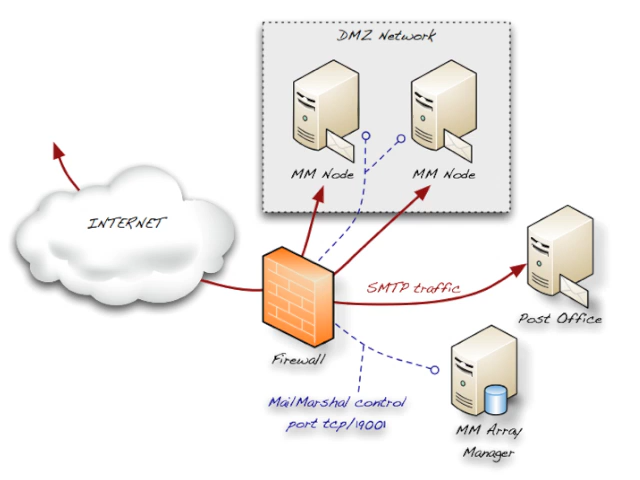 DMZ Network
MM Node
MM Node
INTERNET
SMTP traffic
Post Office
Firewall
MailMarshal control
port tcp/19001
MM Array
Manager